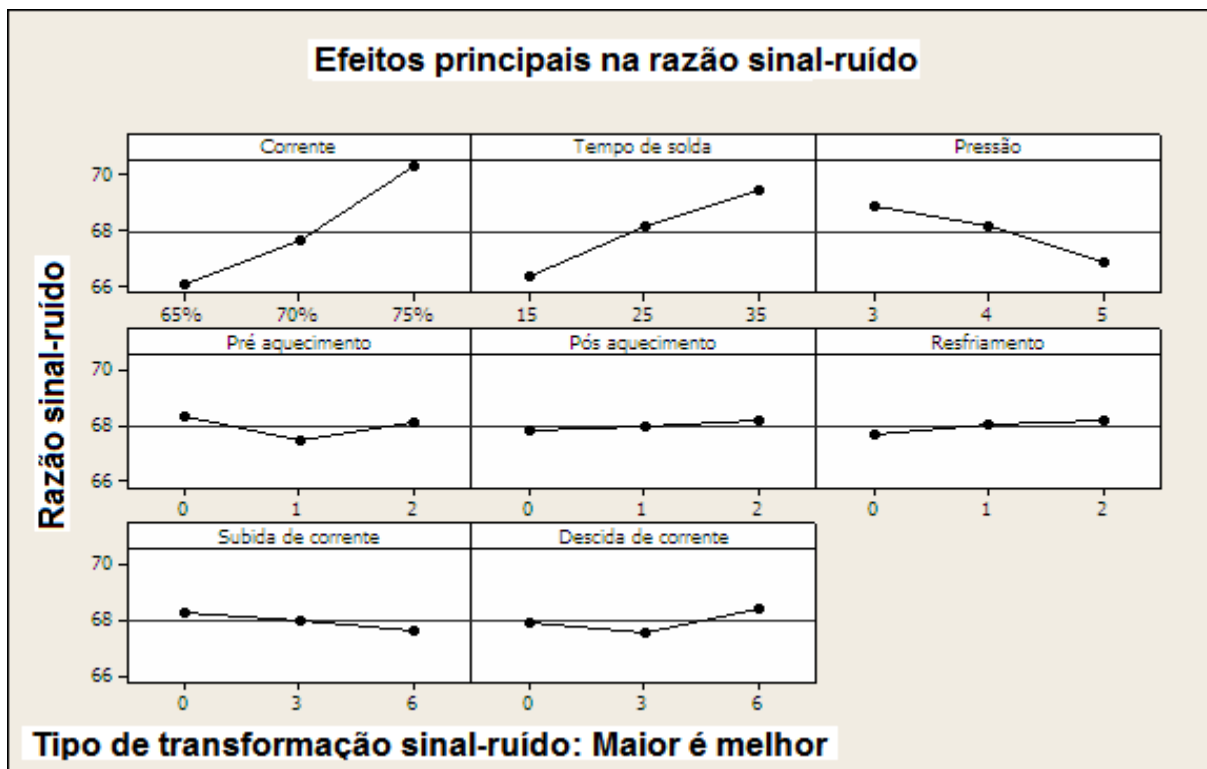 Efeitos principais na razão sinal-ruído
Corrente Tempo de solda Pressão
70
68
66
65% 70% 75% 15 25 35 3 4 5
Pré aquecimento Pós aquecimento Resfriamento
70
68
66
0 1 2 0 1 2 0 1 2
Subida de corrente Descida de corrente
70
68
66
0 3 6 0 3 6
Razão sinal-ruído
Tipo de transformação sinal-ruído: Maior é melhor